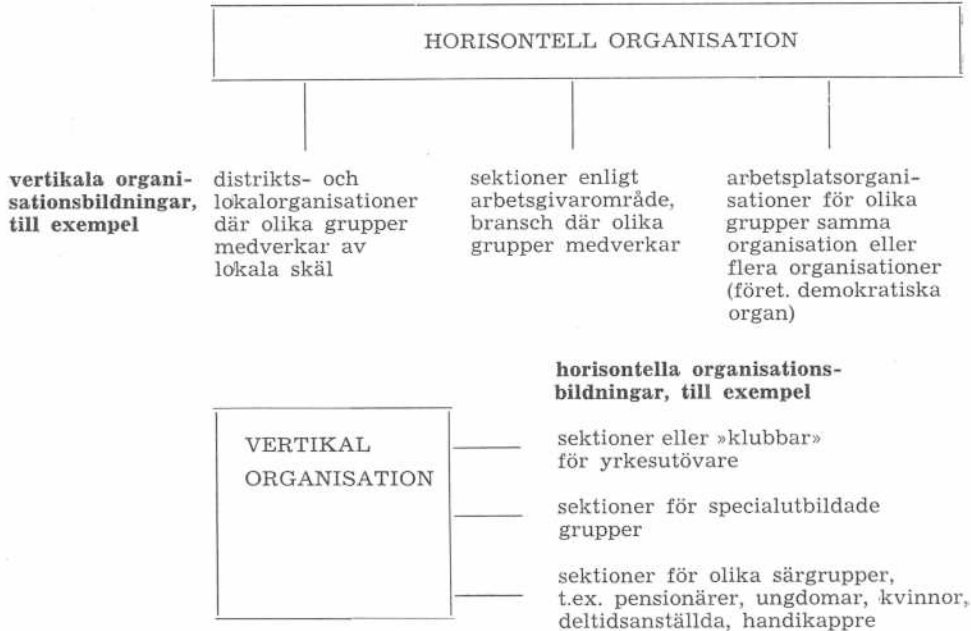 HORISONTELL ORGANISATION
vertikala organi-
sationsbildningar,
till exempel
distrikts- och
lokalorganisationer
där olika grupper
medverkar av
lokala skäl
sektioner enligt
arbetsgivarområde,
bransch där olika
grupper medverkar
arbetsplatsorgani-
sationer för olika
grupper samma
organisation eller
flera organisationer
(föret. demokratiska
organ)
horisontella organisations-
bildningar, till exempel
VERTIKAL
ORGANISATION
sektioner eller »klubbar»
för yrkesutövare
sektioner för specialutbildade
grupper
sektioner för olika särgrupper,
t.ex. pensionärer, ungdomar, kvinnor,
deltidsanställda, handikappre